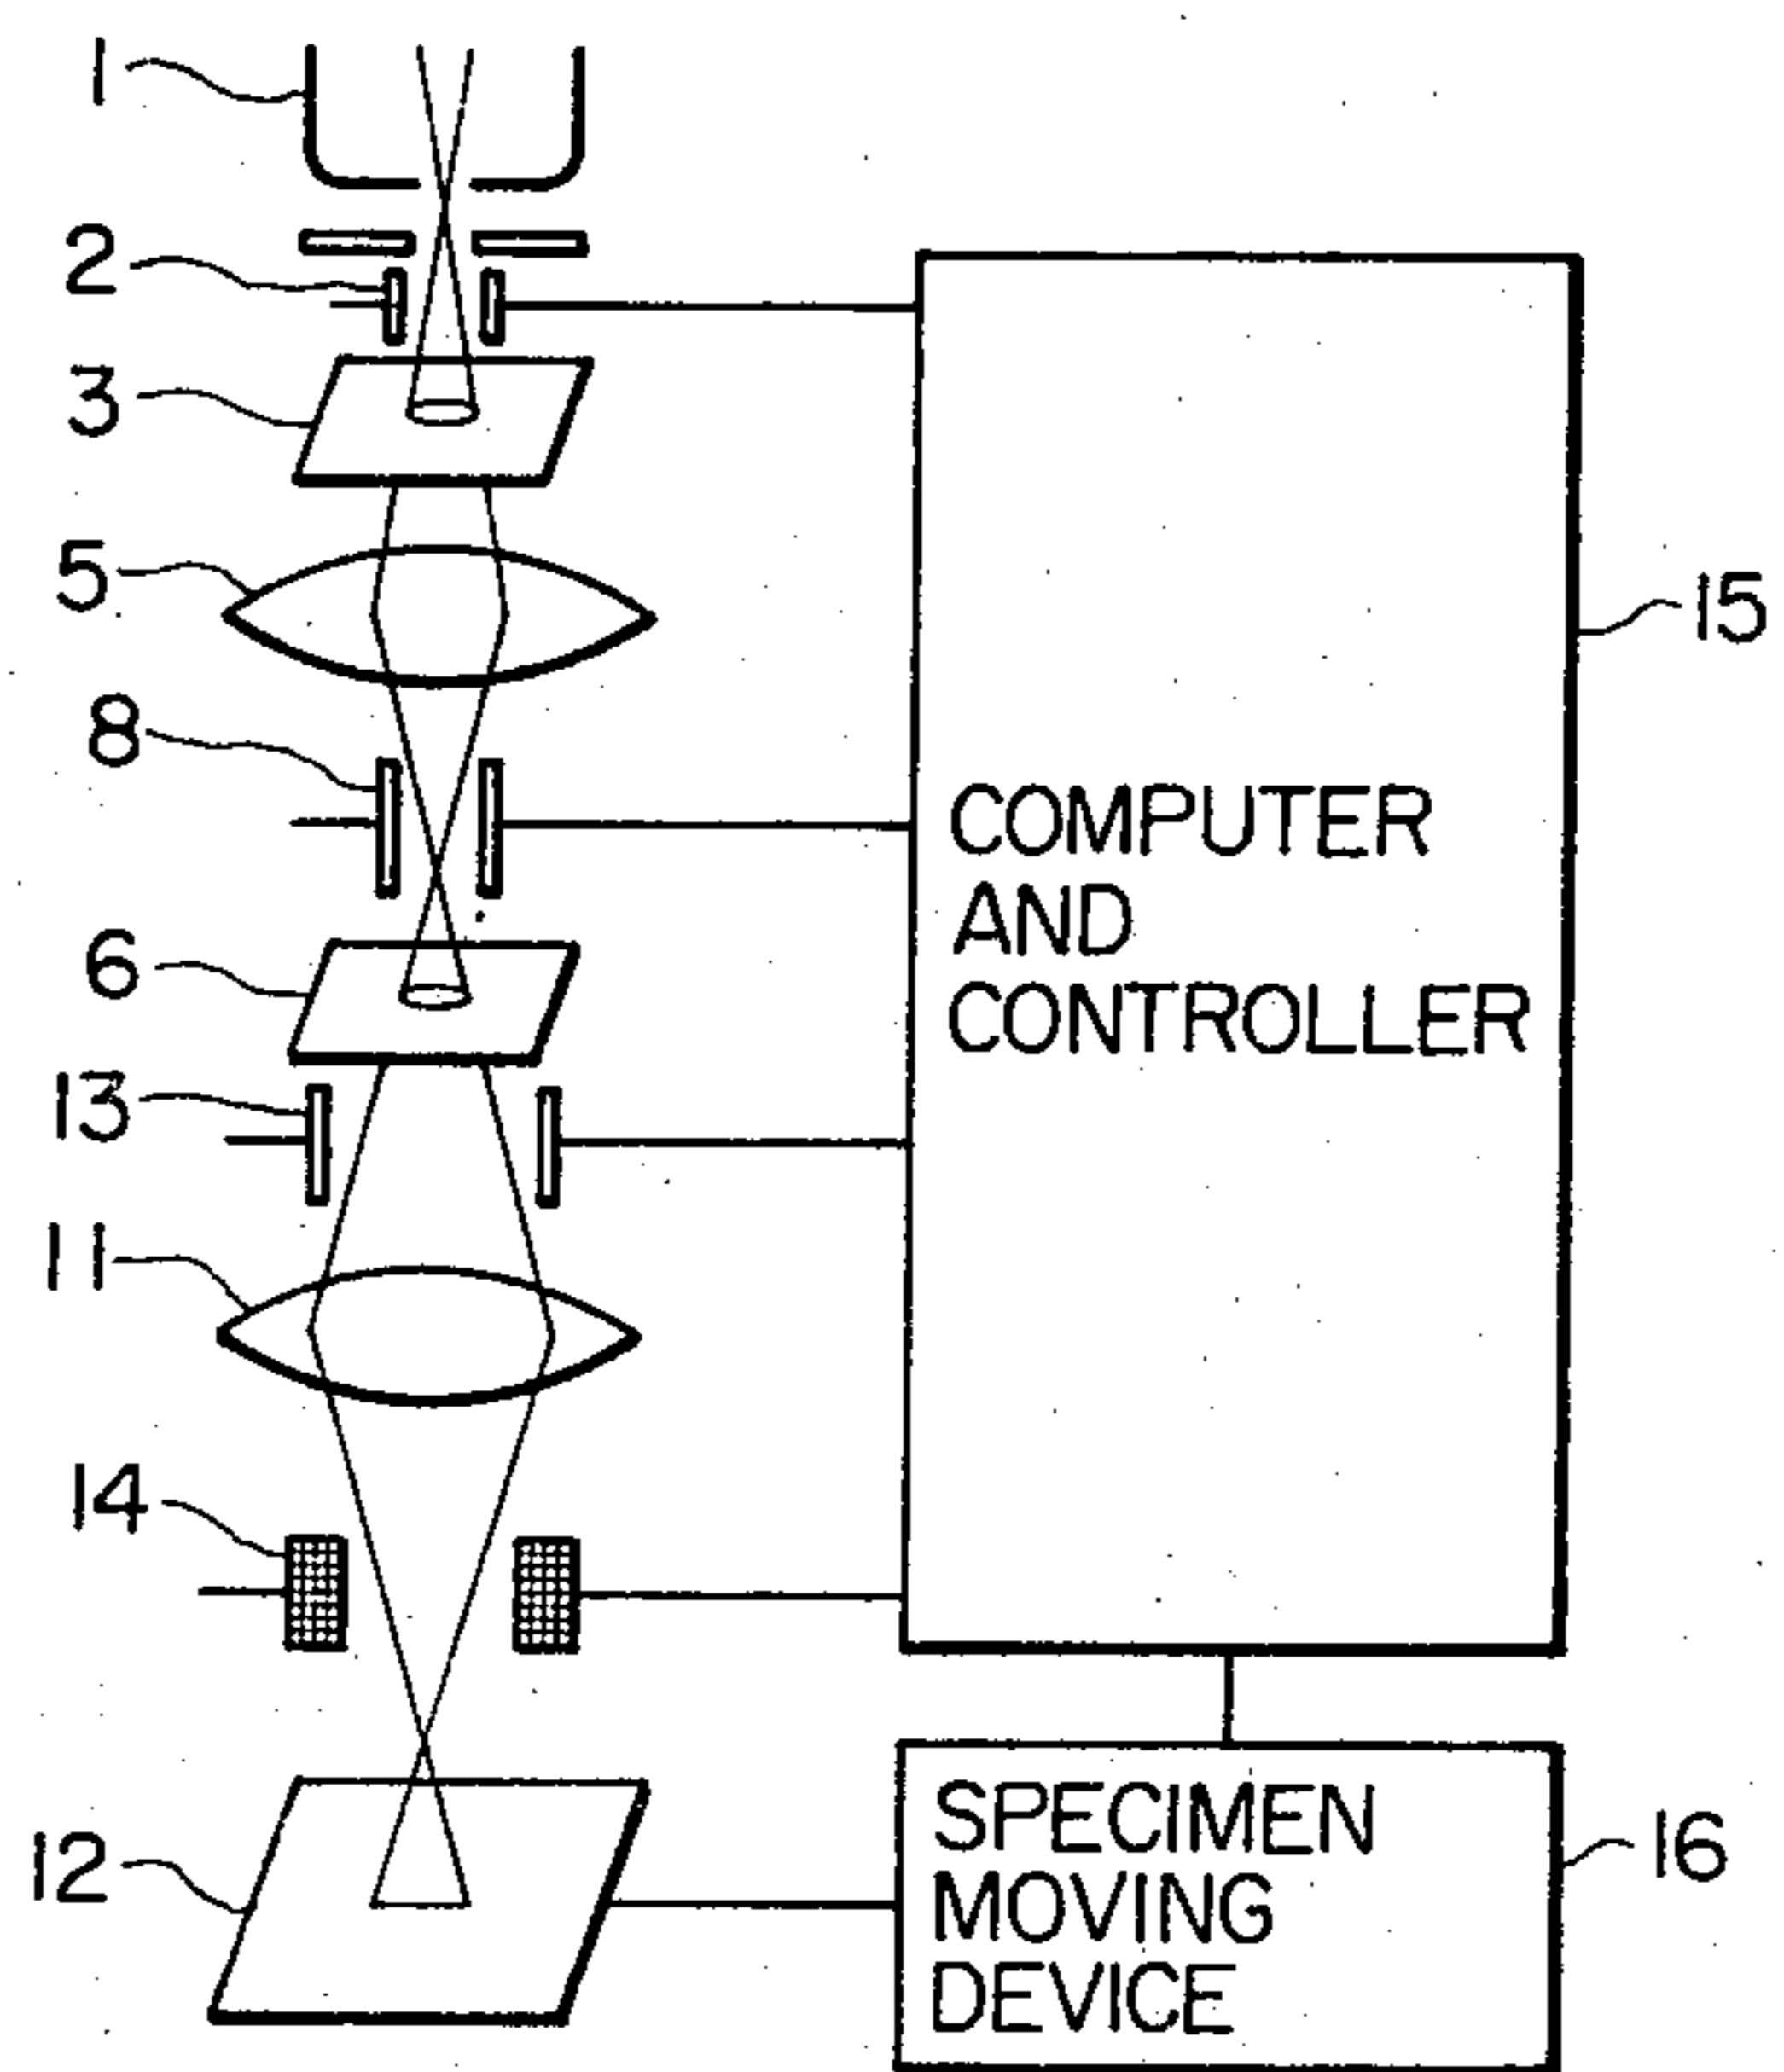 1
2
3
5
8
6
13
11
14
12
COMPUTER
AND
CONTROLLER
15
SPECIMEN
MOVING
DEVICE
16